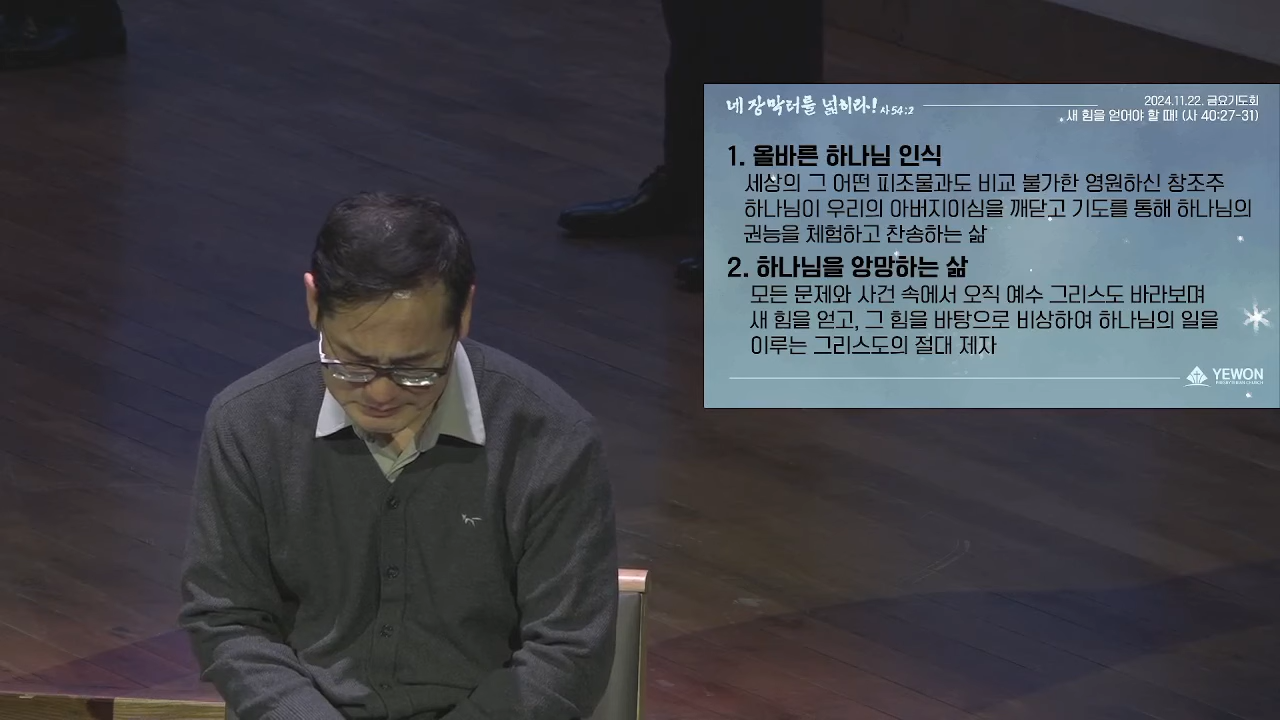 네 장막터를 넓히라! 사 54:2
2024.11.22. 금요기도회
새 힘을 얻어야 할 때! (사 40:27-31)
1. 올바른 하나님 인식
세상의 그 어떤 피조물과도 비교 불가한 영원하신 창조주
하나님이 우리의 아버지이심을 깨닫고 기도를 통해 하나님의
권능을 체험하고 찬송하는 삶
2. 하나님을 앙망하는 삶
모든 문제와 사건 속에서 오직 예수 그리스도 바라보며
새 힘을 얻고, 그 힘을 바탕으로 비상하여 하나님의 일을
이루는 그리스도의 절대 제자
YEWON
PRESBYTERIAN CHURCH